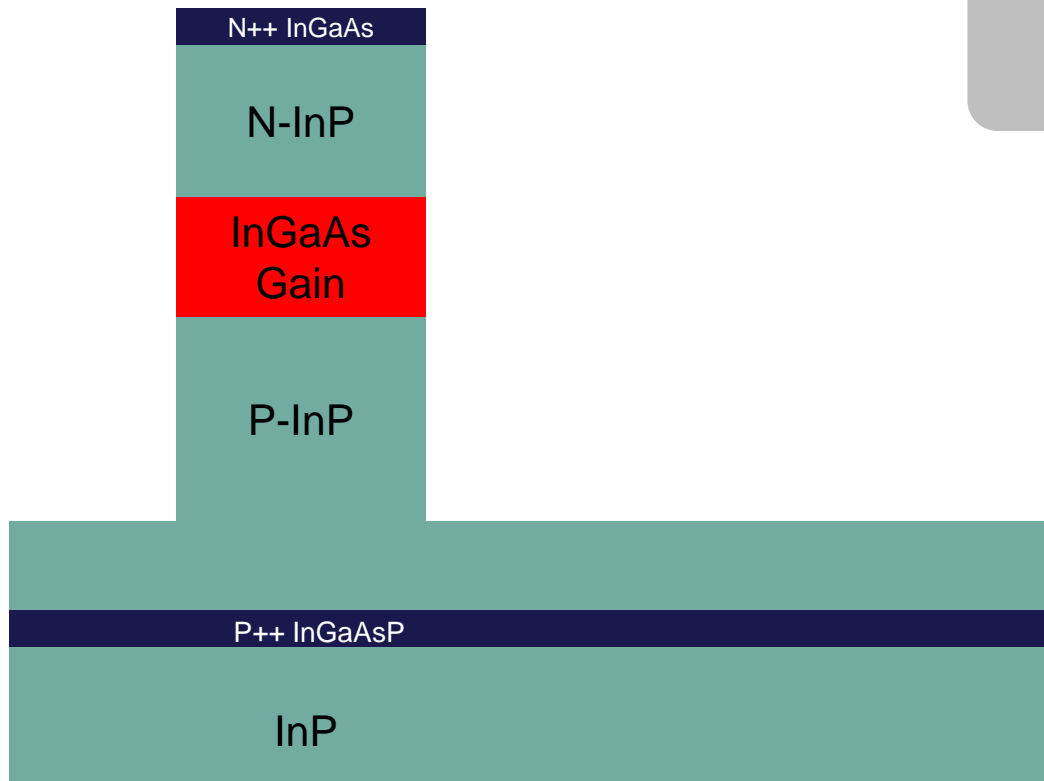 N++ InGaAs
N-InP
InGaAs
Gain
P-InP
P++ InGaAsP
InP